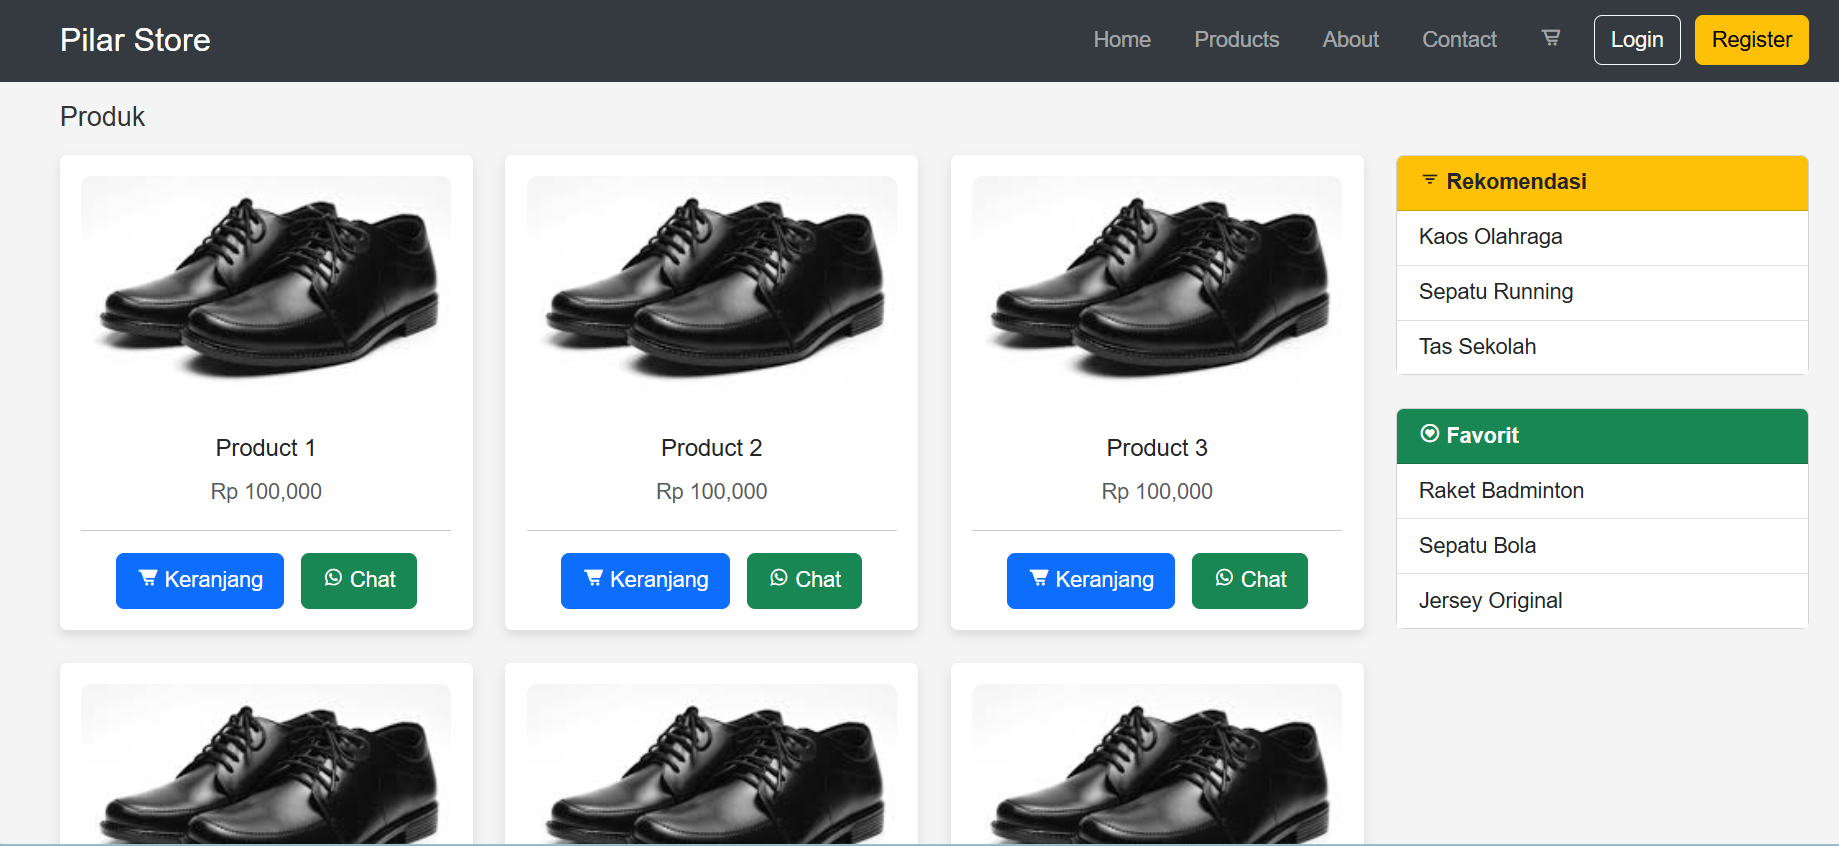 Pilar Store
Home Products About Contact Login Register
Produk
Product 1
Rp 100,000
Keranjang Chat
Product 2
Rp 100,000
Keranjang Chat
Product 3
Rp 100,000
Keranjang Chat
Rekomendasi
Kaos Olahraga
Sepatu Running
Tas Sekolah
Favorit
Raket Badminton
Sepatu Bola
Jersey Original